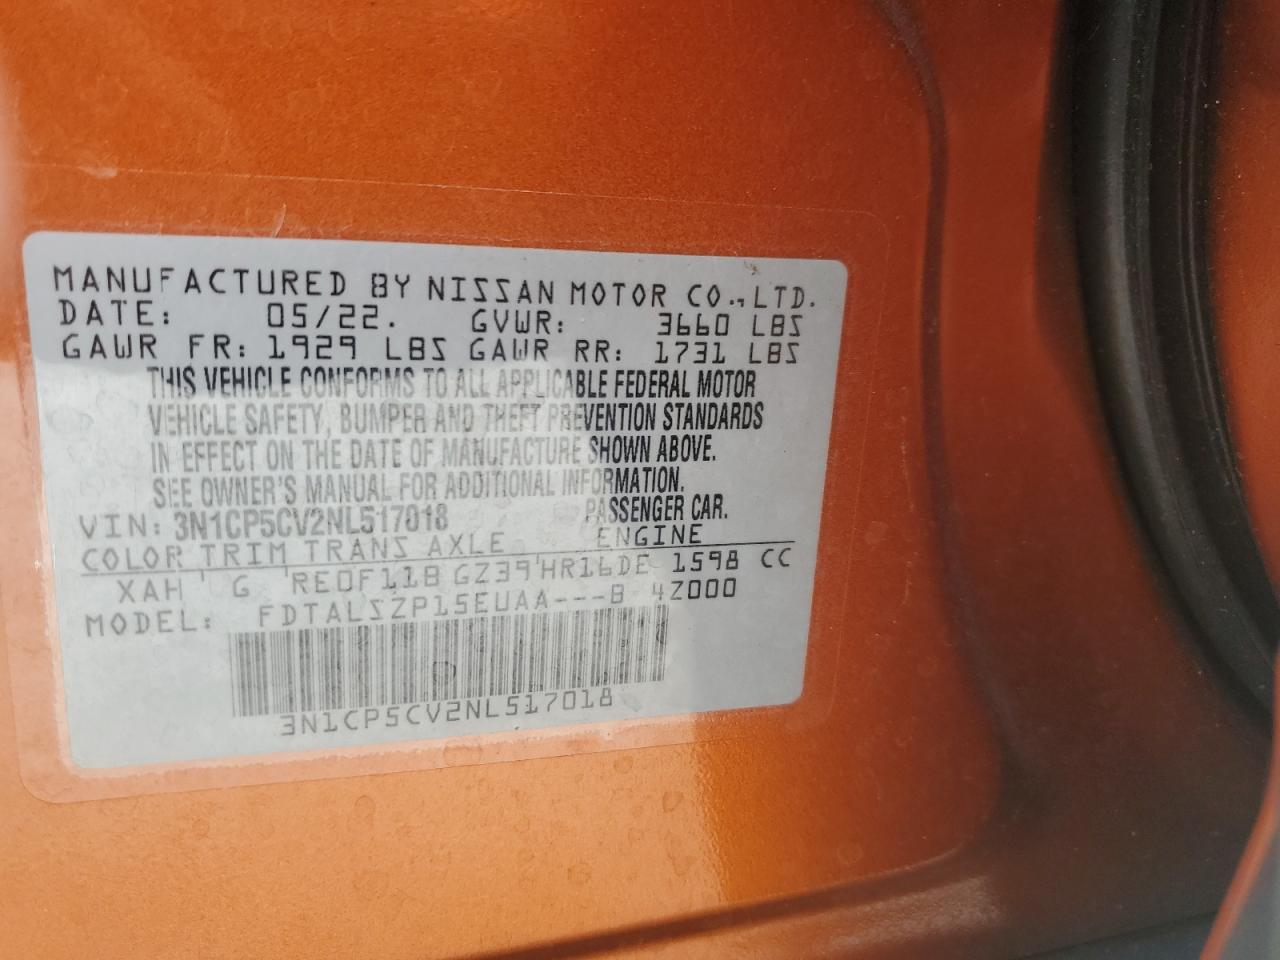 MANUFACTURED BY NISSAN MOTOR CO., LTD.
DATE: 05/22. GVWR: 3660 LBS
GAWR FR: 1929 LBS GAWR RR: 1731 LBS
THIS VEHICLE CONFORMS TO ALL APPLICABLE FEDERAL MOTOR
VEHICLE SAFETY, BUMPER AND THEFT PREVENTION STANDARDS
IN EFFECT ON THE DATE OF MANUFACTURE SHOWN ABOVE.
SEE OWNER'S MANUAL FOR ADDITIONAL INFORMATION.
VIN: 3N1CP5CV2NL517018 PASSENGER CAR.
COLOR TRIM TRANS AXLE ENGINE
XAH G RE0F11B GZ39 HR16DE 1598 CC
MODEL: FDTALSZP15EUAA---B 4Z000
3N1CP5CV2NL517018